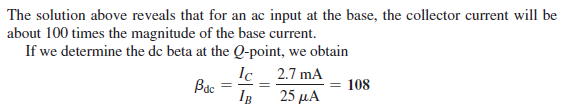 The solution above reveals that for an ac input at the base, the collector current will be
about 100 times the magnitude of the base current.
If we determine the dc beta at the Q-point, we obtain
βdc = IC / IB = 2.7 mA / 25 μA = 108